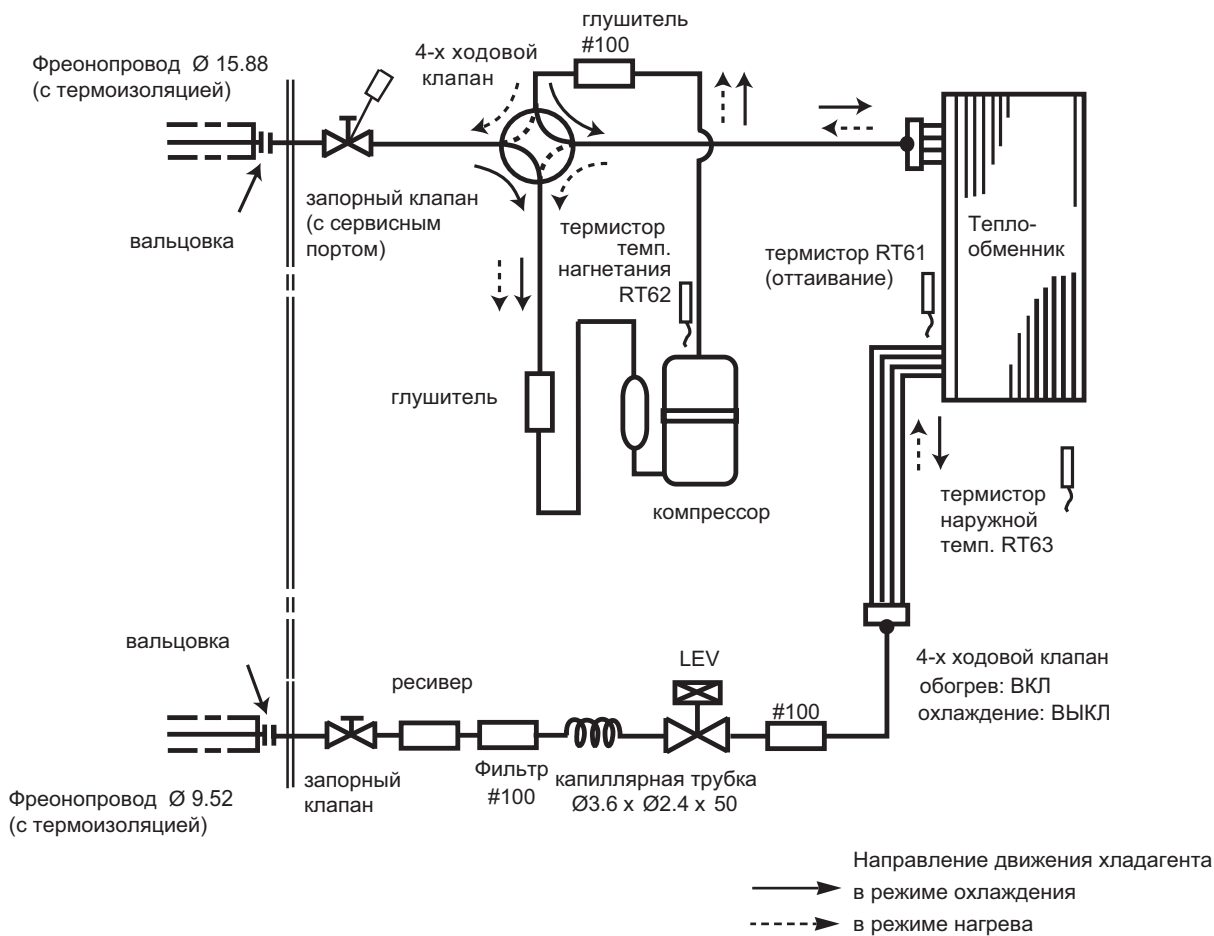 глушитель
#100
4-х ходовой
клапан
Фреонопровод Ø 15.88
(с термоизоляцией)
запорный клапан
(с сервисным
портом)
вальцовка
термистор
темп.
нагнетания
RT62
термистор RT61
(оттаивание)
Тепло-
обменник
глушитель
компрессор
термистор
наружной
темп. RT63
вальцовка
ресивер
LEV
#100
4-х ходовой клапан
обогрев: ВКЛ
охлаждение: ВЫКЛ
запорный
клапан
Фильтр
#100
капиллярная трубка
Ø3.6 x Ø2.4 x 50
Фреонопровод Ø 9.52
(с термоизоляцией)
Направление движения хладагента
в режиме охлаждения
в режиме нагрева